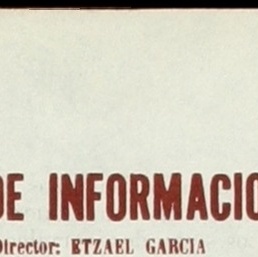 DE INFORMACIO
Director: ETZAEL GARCIA